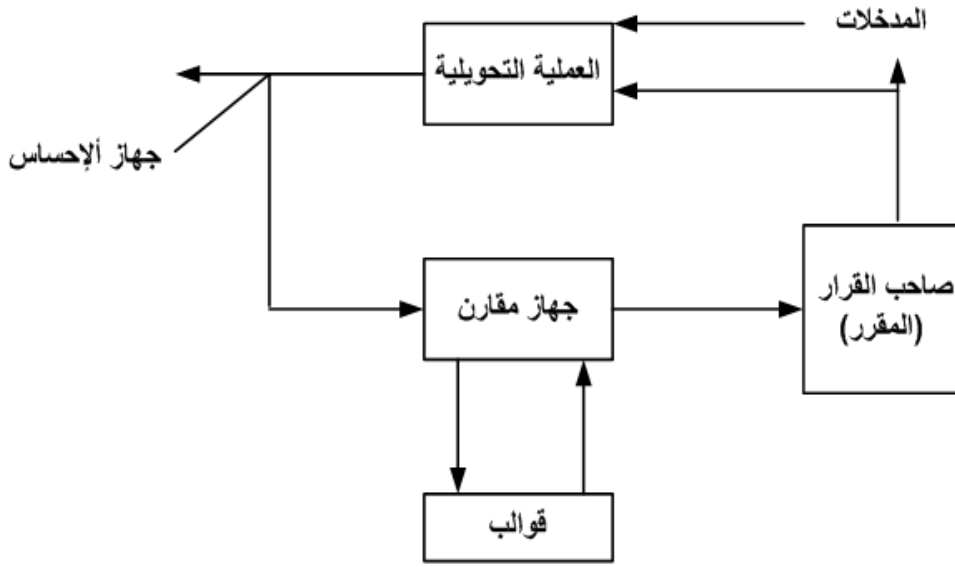 المدخلات
العملية التحويلية
جهاز ألإحساس
صاحب القرار
(المقرر)
جهاز مقارن
قوالب